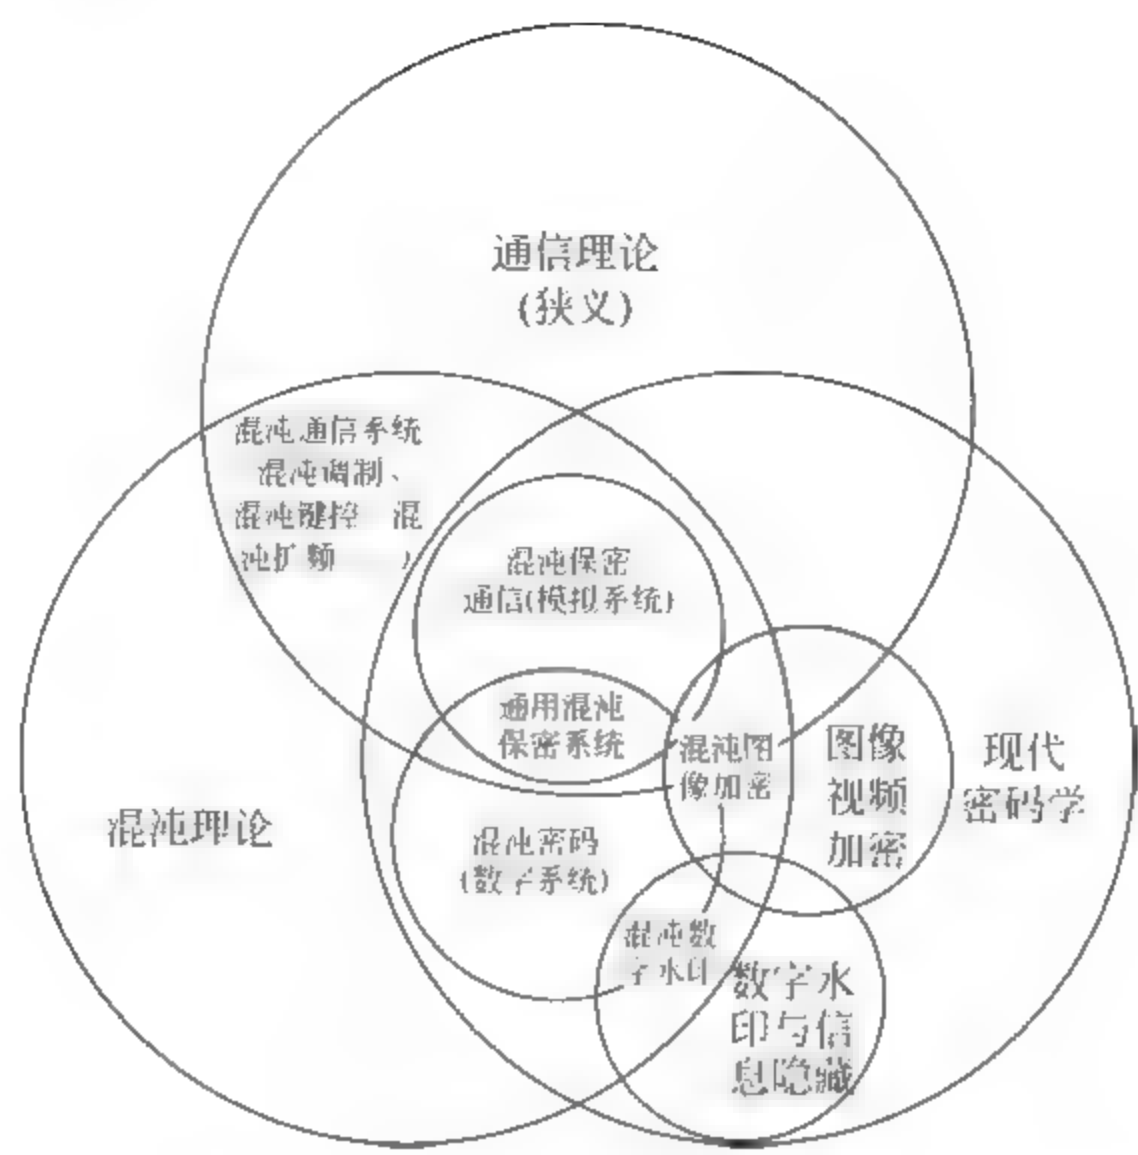 通信理论
(狭义)
混沌通信系统
混沌调制、
混沌键控 混
沌扩频 )
混沌保密
通信(模拟系统)
通用混沌
保密系统
混沌图
像加密
图像
视频
加密
现代
密码学
混沌理论
混沌密码
(数字系统)
混沌数
字水印
数字水
印与信
息隐藏